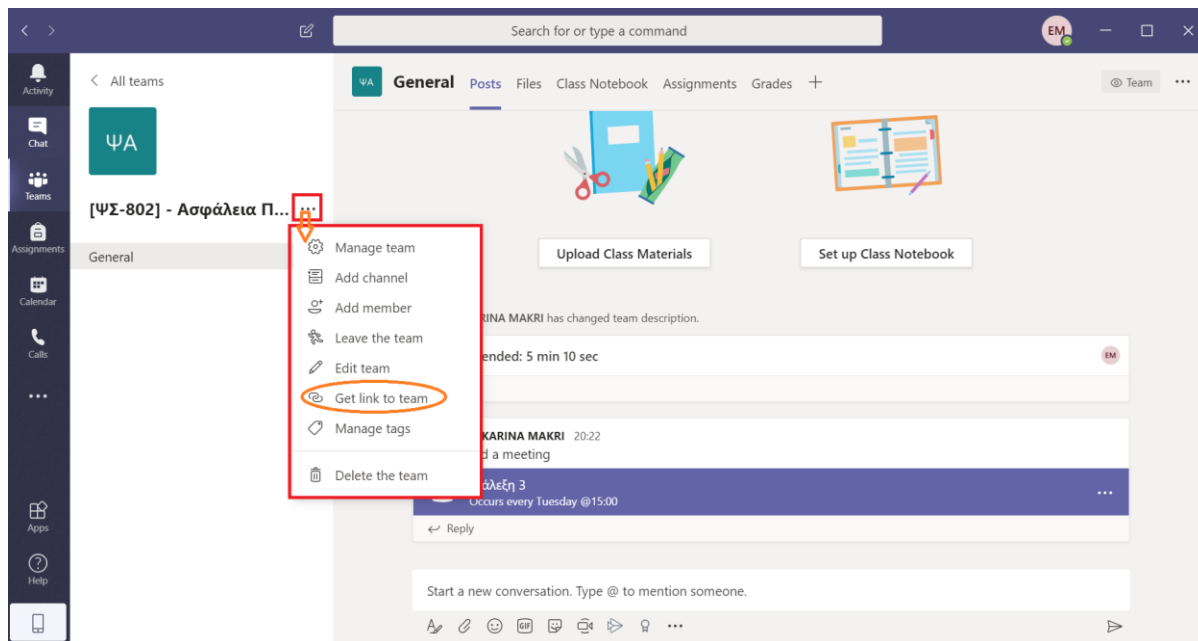 Search for or type a command
EM
Activity
Chat
Teams
Assignments
Calendar
Calls
Apps
Help
All teams
ΨΑ
[ΨΣ-802] - Ασφάλεια Π... ...
General
Manage team
Add channel
Add member
Leave the team
Edit team
Get link to team
Manage tags
Delete the team
ΨΑ General Posts Files Class Notebook Assignments Grades + Team ...
Upload Class Materials Set up Class Notebook
MAKRI has changed team description.
ended: 5 min 10 sec EM
KARINA MAKRI 20:22
a meeting
3
Occurs every Tuesday @15:00
Reply
Start a new conversation. Type @ to mention someone.
GIF